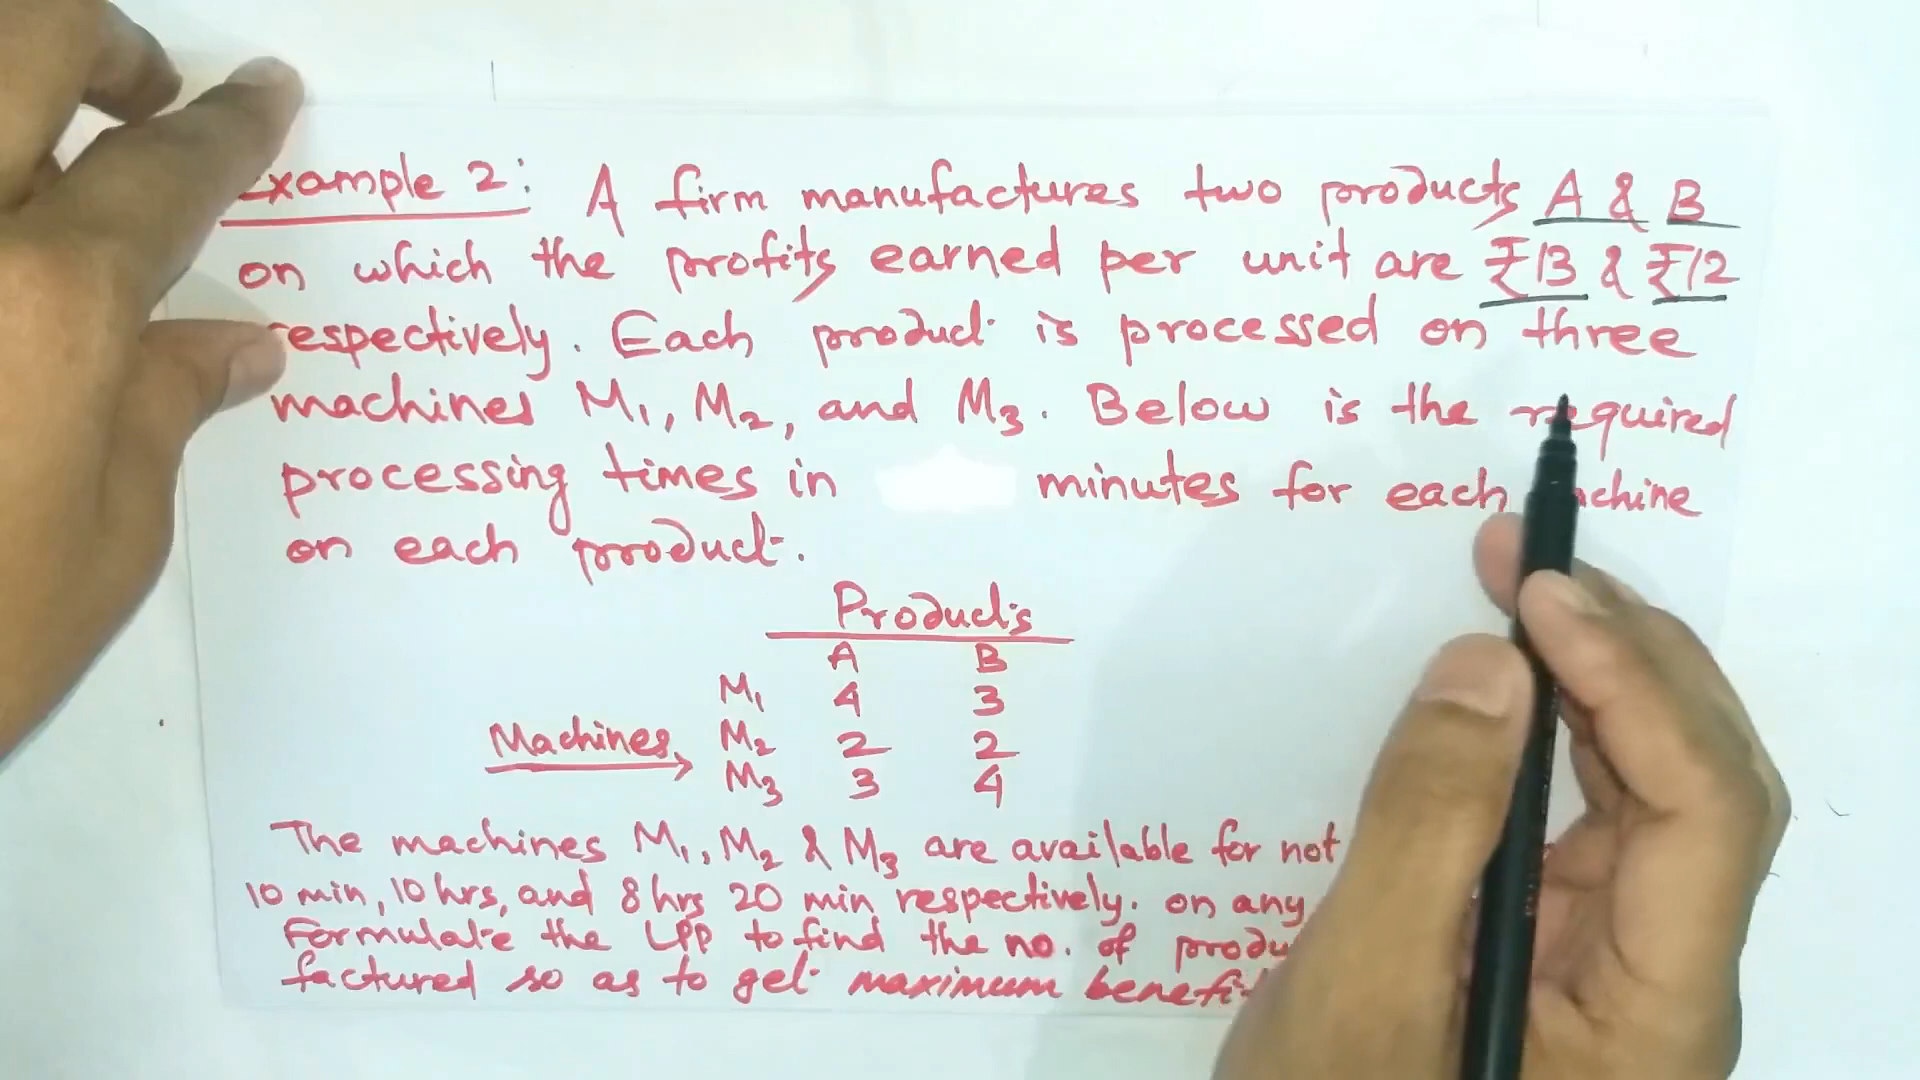 Example 2: A firm manufactures two products A & B
on which the profits earned per unit are ₹13 & ₹12
respectively. Each product is processed on three
machines M1, M2, and M3. Below is the required
processing times in minutes for each machine
on each product.
Products
A B
M1 4 3
Machines M2 2 2
M3 3 4
The machines M1, M2 & M3 are available for not
10 min, 10 hrs, and 8 hrs 20 min respectively. on any
Formulate the LPP to find the no. of
factured so as to get maximum